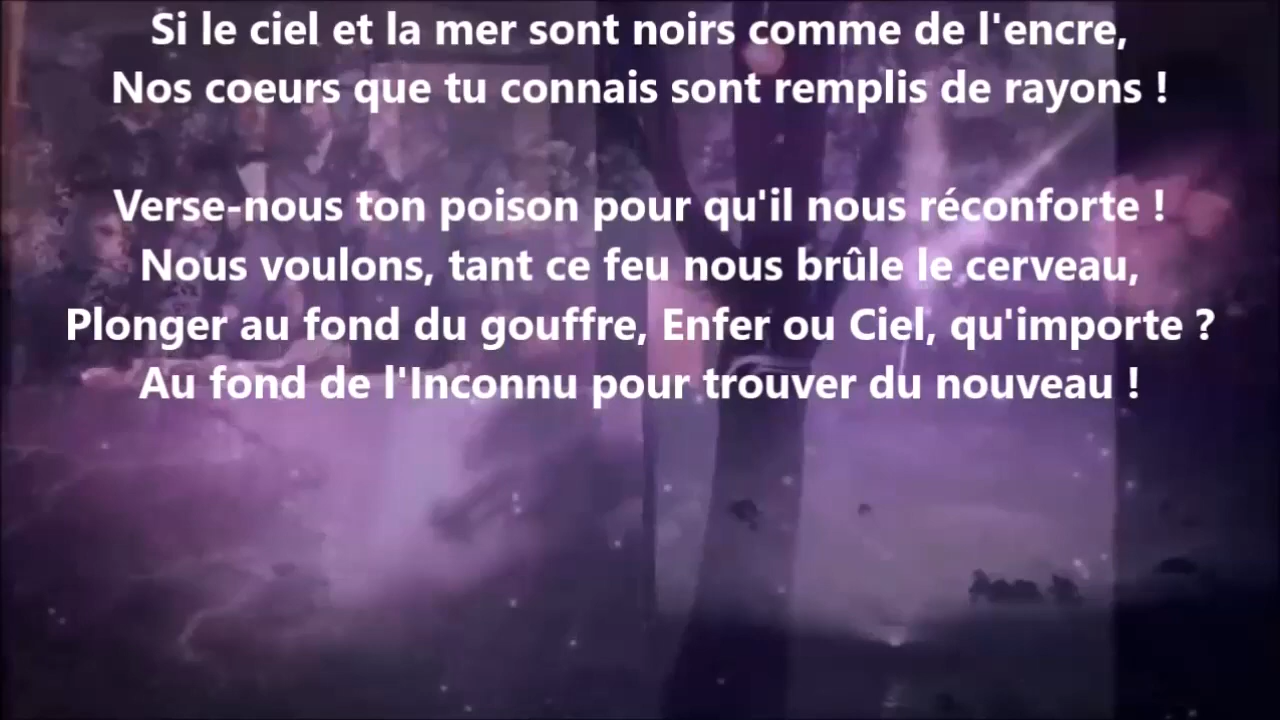 Si le ciel et la mer sont noirs comme de l'encre,
Nos coeurs que tu connais sont remplis de rayons !
Verse-nous ton poison pour qu'il nous réconforte !
Nous voulons, tant ce feu nous brûle le cerveau,
Plonger au fond du gouffre, Enfer ou Ciel, qu'importe ?
Au fond de l'Inconnu pour trouver du nouveau !